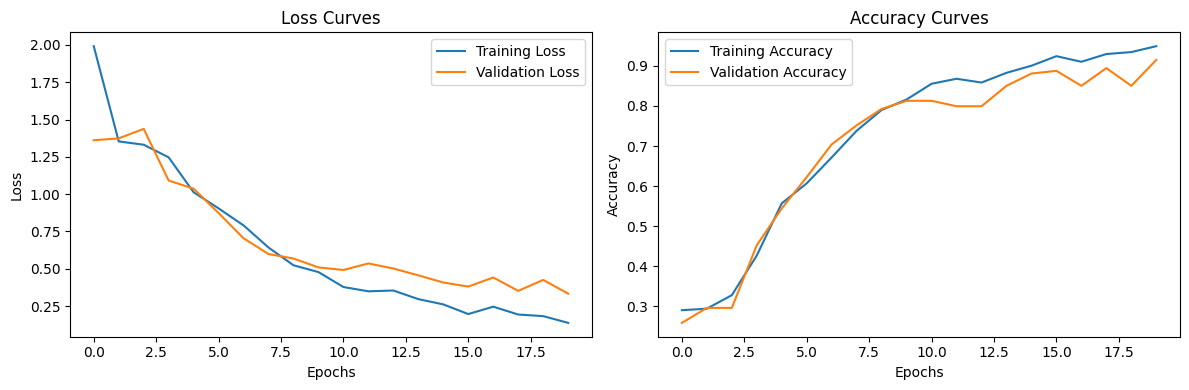 Loss Curves
Training Loss
Validation Loss
2.00
1.75
1.50
1.25
1.00
0.75
0.50
0.25
Loss
0.0 2.5 5.0 7.5 10.0 12.5 15.0 17.5
Epochs
Accuracy Curves
Training Accuracy
Validation Accuracy
0.9
0.8
0.7
0.6
0.5
0.4
0.3
Accuracy
0.0 2.5 5.0 7.5 10.0 12.5 15.0 17.5
Epochs